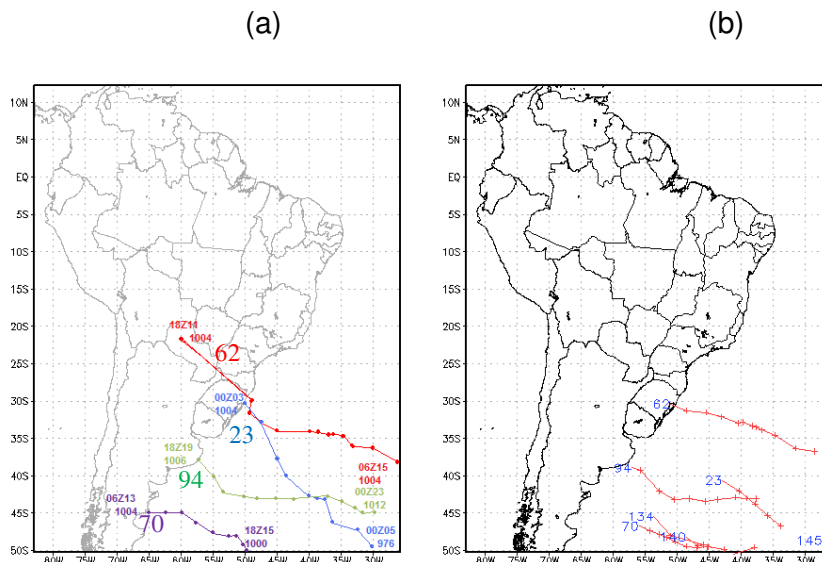 (a) (b)
10N
5N
EQ
5S
10S
15S
20S
25S
30S
35S
40S
45S
50S
80W 75W 70W 65W 60W 55W 50W 45W 40W 35W 30W
18Z11
1004
62
00Z03
1004
23
18Z19
1006
94
06Z15
1004
00Z23
1012
06Z13
1004
70
18Z15
1000
00Z05
976
10N
5N
EQ
5S
10S
15S
20S
25S
30S
35S
40S
45S
50S
80W 75W 70W 65W 60W 55W 50W 45W 40W 35W 30W
62
94
23
134
70
140
145